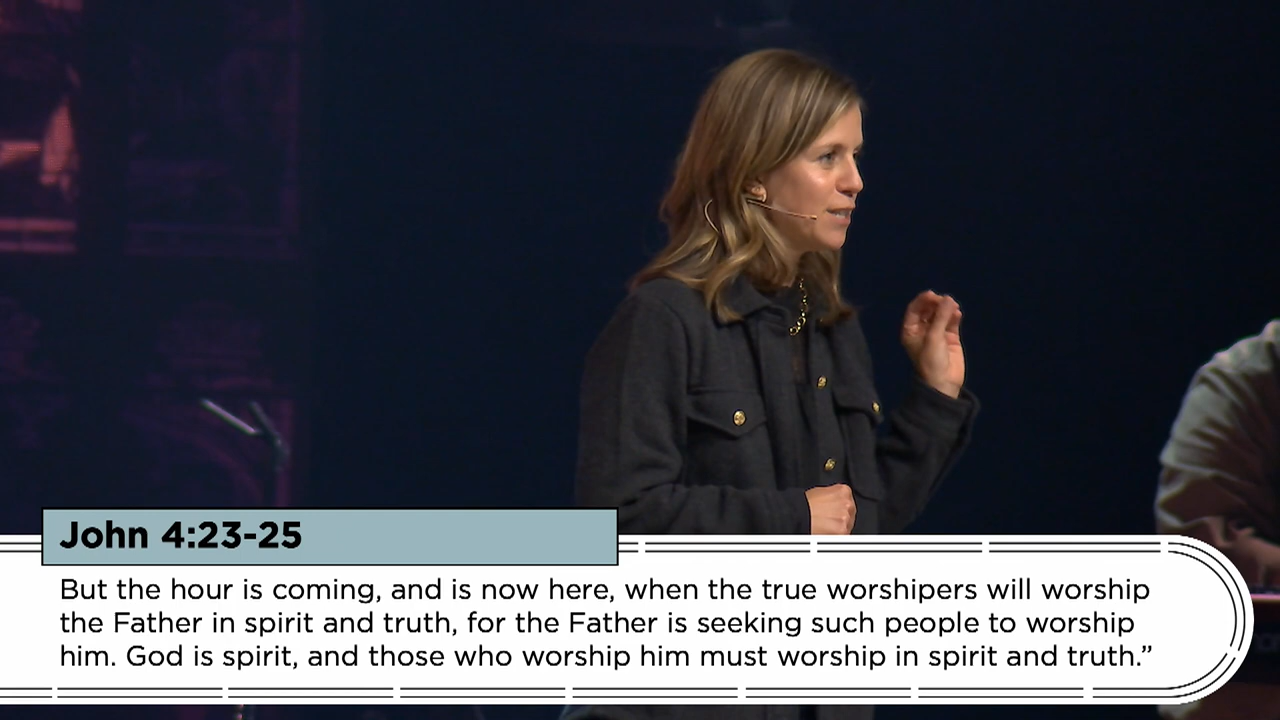 John 4:23-25
But the hour is coming, and is now here, when the true worshipers will worship
the Father in spirit and truth, for the Father is seeking such people to worship
him. God is spirit, and those who worship him must worship in spirit and truth.”